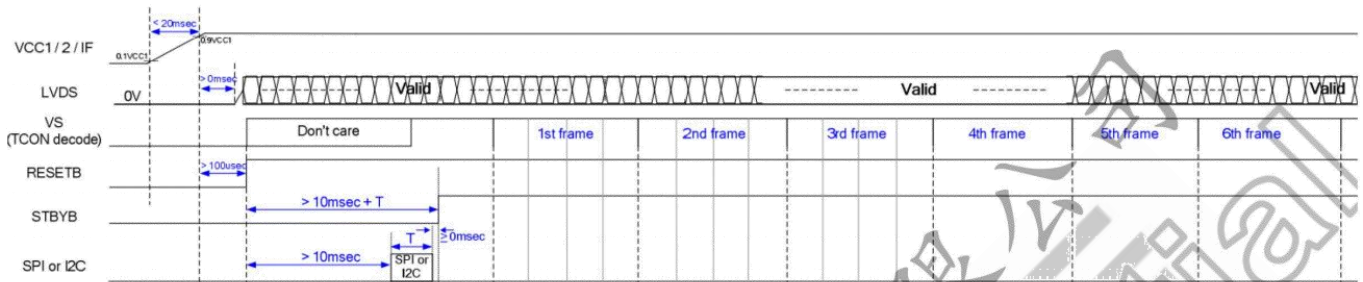 < 20msec
VCC1 / 2 / IF
0.1VCC1
0.9VCC1
> 0msec
LVDS
0V
Valid
Valid
Valid
VS
(TCON decode)
Don't care
1st frame
2nd frame
3rd frame
4th frame
5th frame
6th frame
RESETB
> 100usec
STBYB
> 10msec + T
≥ 0msec
T
SPI or I2C
> 10msec
SPI or
I2C
公司